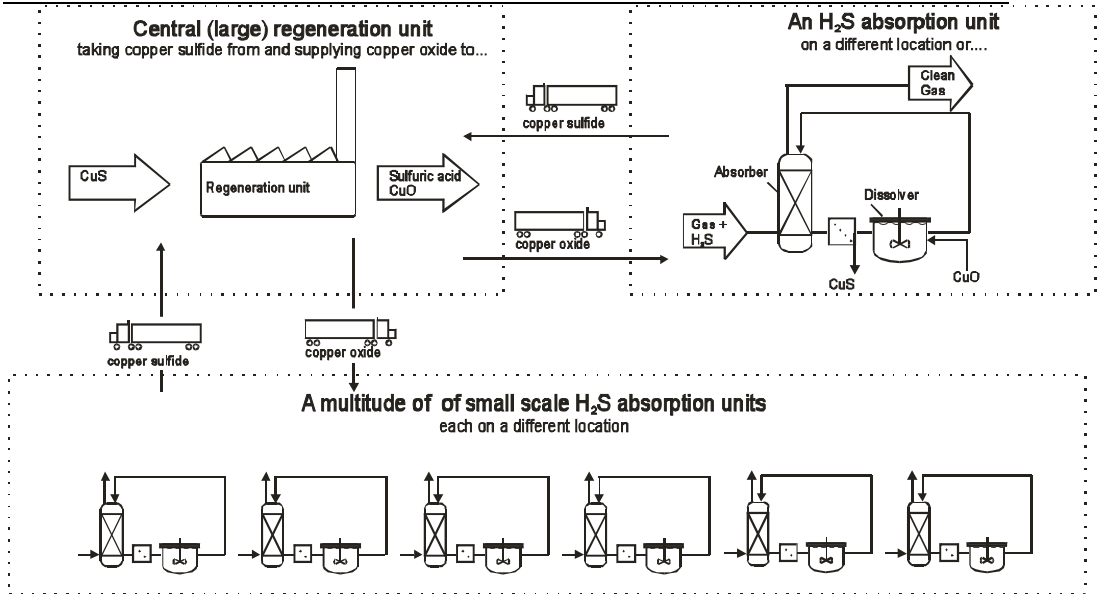 Central (large) regeneration unit
taking copper sulfide from and supplying copper oxide to...
CuS
Regeneration unit
Sulfuric acid
CuO
copper sulfide
copper oxide
An H₂S absorption unit
on a different location or....
Clean
Gas
Absorber
Dissolver
Gas +
H₂S
CuS
CuO
copper sulfide
copper oxide
A multitude of of small scale H₂S absorption units
each on a different location